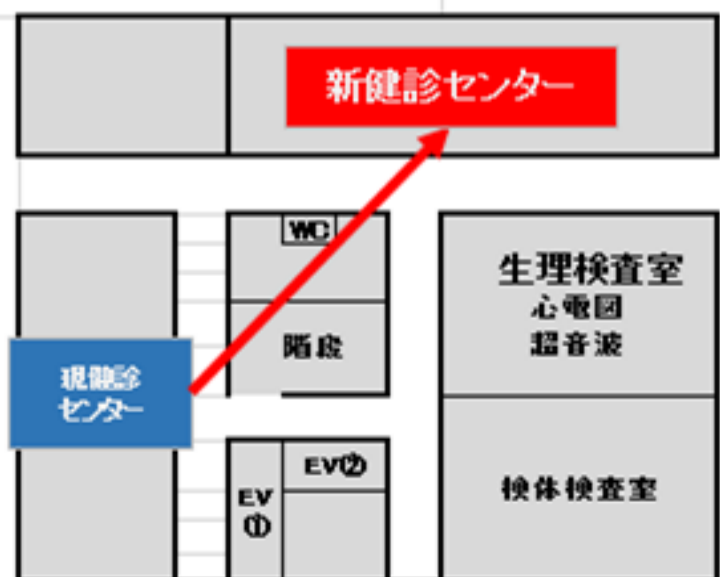 新健診センター
WC
生理検査室
心電図
超音波
階段
現健診
センター
EV②
EV
①
検体検査室